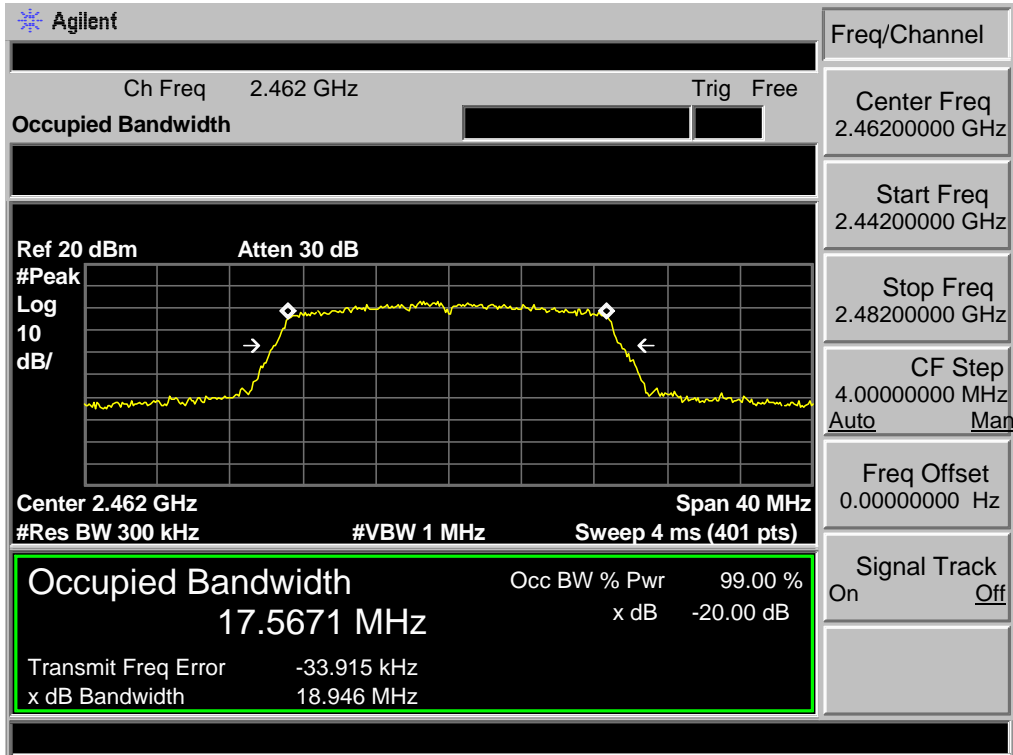 Agilent
Ch Freq 2.462 GHz Trig Free
Occupied Bandwidth
Ref 20 dBm Atten 30 dB
#Peak
Log
10
dB/
Center 2.462 GHz Span 40 MHz
#Res BW 300 kHz #VBW 1 MHz Sweep 4 ms (401 pts)
Occupied Bandwidth
17.5671 MHz
Occ BW % Pwr 99.00 %
x dB -20.00 dB
Transmit Freq Error -33.915 kHz
x dB Bandwidth 18.946 MHz
Freq/Channel
Center Freq
2.46200000 GHz
Start Freq
2.44200000 GHz
Stop Freq
2.48200000 GHz
CF Step
4.00000000 MHz
Auto Man
Freq Offset
0.00000000 Hz
Signal Track
On Off